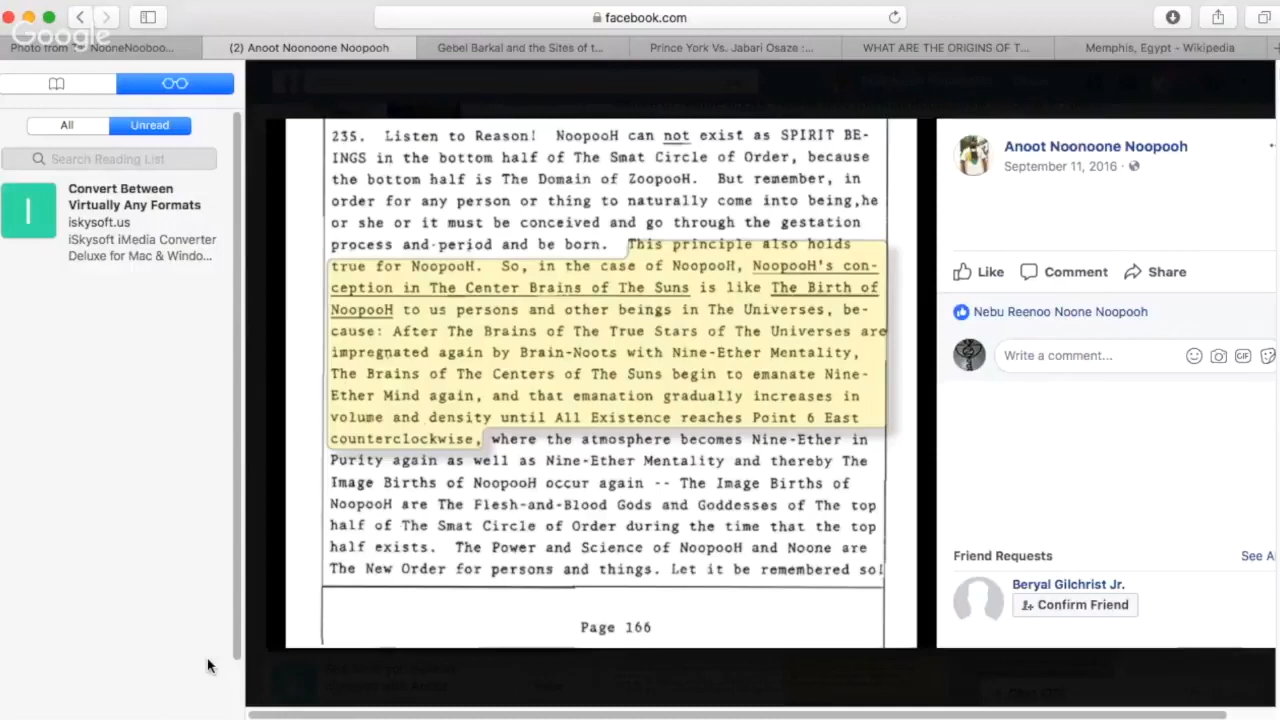 facebook.com
Google
Photo from T NooneNooboo...
(2) Anoot Noonoone Noopooh
Gebel Barkal and the Sites of t...
Prince York Vs. Jabari Osaze :...
WHAT ARE THE ORIGINS OF T...
Memphis, Egypt - Wikipedia
All
Unread
Search Reading List
I
Convert Between
Virtually Any Formats
iskysoft.us
iSkysoft iMedia Converter
Deluxe for Mac & Windo...
235. Listen to Reason! NoopooH can not exist as SPIRIT BE-
INGS in the bottom half of The Smat Circle of Order, because
the bottom half is The Domain of ZoopooH. But remember, in
order for any person or thing to naturally come into being,he
or she or it must be conceived and go through the gestation
process and period and be born. This principle also holds
true for NoopooH. So, in the case of NoopooH, NoopooH's con-
ception in The Center Brains of The Suns is like The Birth of
NoopooH to us persons and other beings in The Universes, be-
cause: After The Brains of The True Stars of The Universes are
impregnated again by Brain-Noots with Nine-Ether Mentality,
The Brains of The Centers of The Suns begin to emanate Nine-
Ether Mind again, and that emanation gradually increases in
volume and density until All Existence reaches Point 6 East
counterclockwise, where the atmosphere becomes Nine-Ether in
Purity again as well as Nine-Ether Mentality and thereby The
Image Births of NoopooH occur again -- The Image Births of
NoopooH are The Flesh-and-Blood Gods and Goddesses of The top
half of The Smat Circle of Order during the time that the top
half exists. The Power and Science of NoopooH and Noone are
The New Order for persons and things. Let it be remembered so!
Page 166
Anoot Noonoone Noopooh
September 11, 2016 ·
Like
Comment
Share
Nebu Reenoo Noone Noopooh
Write a comment...
GIF
Friend Requests
See A
Beryal Gilchrist Jr.
Confirm Friend